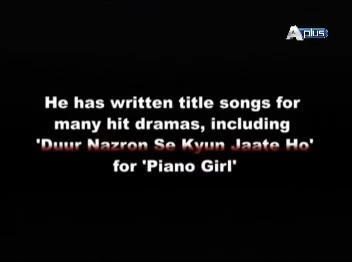 Aplus
He has written title songs for
many hit dramas, including
'Duur Nazron Se Kyun Jaate Ho'
for 'Piano Girl'